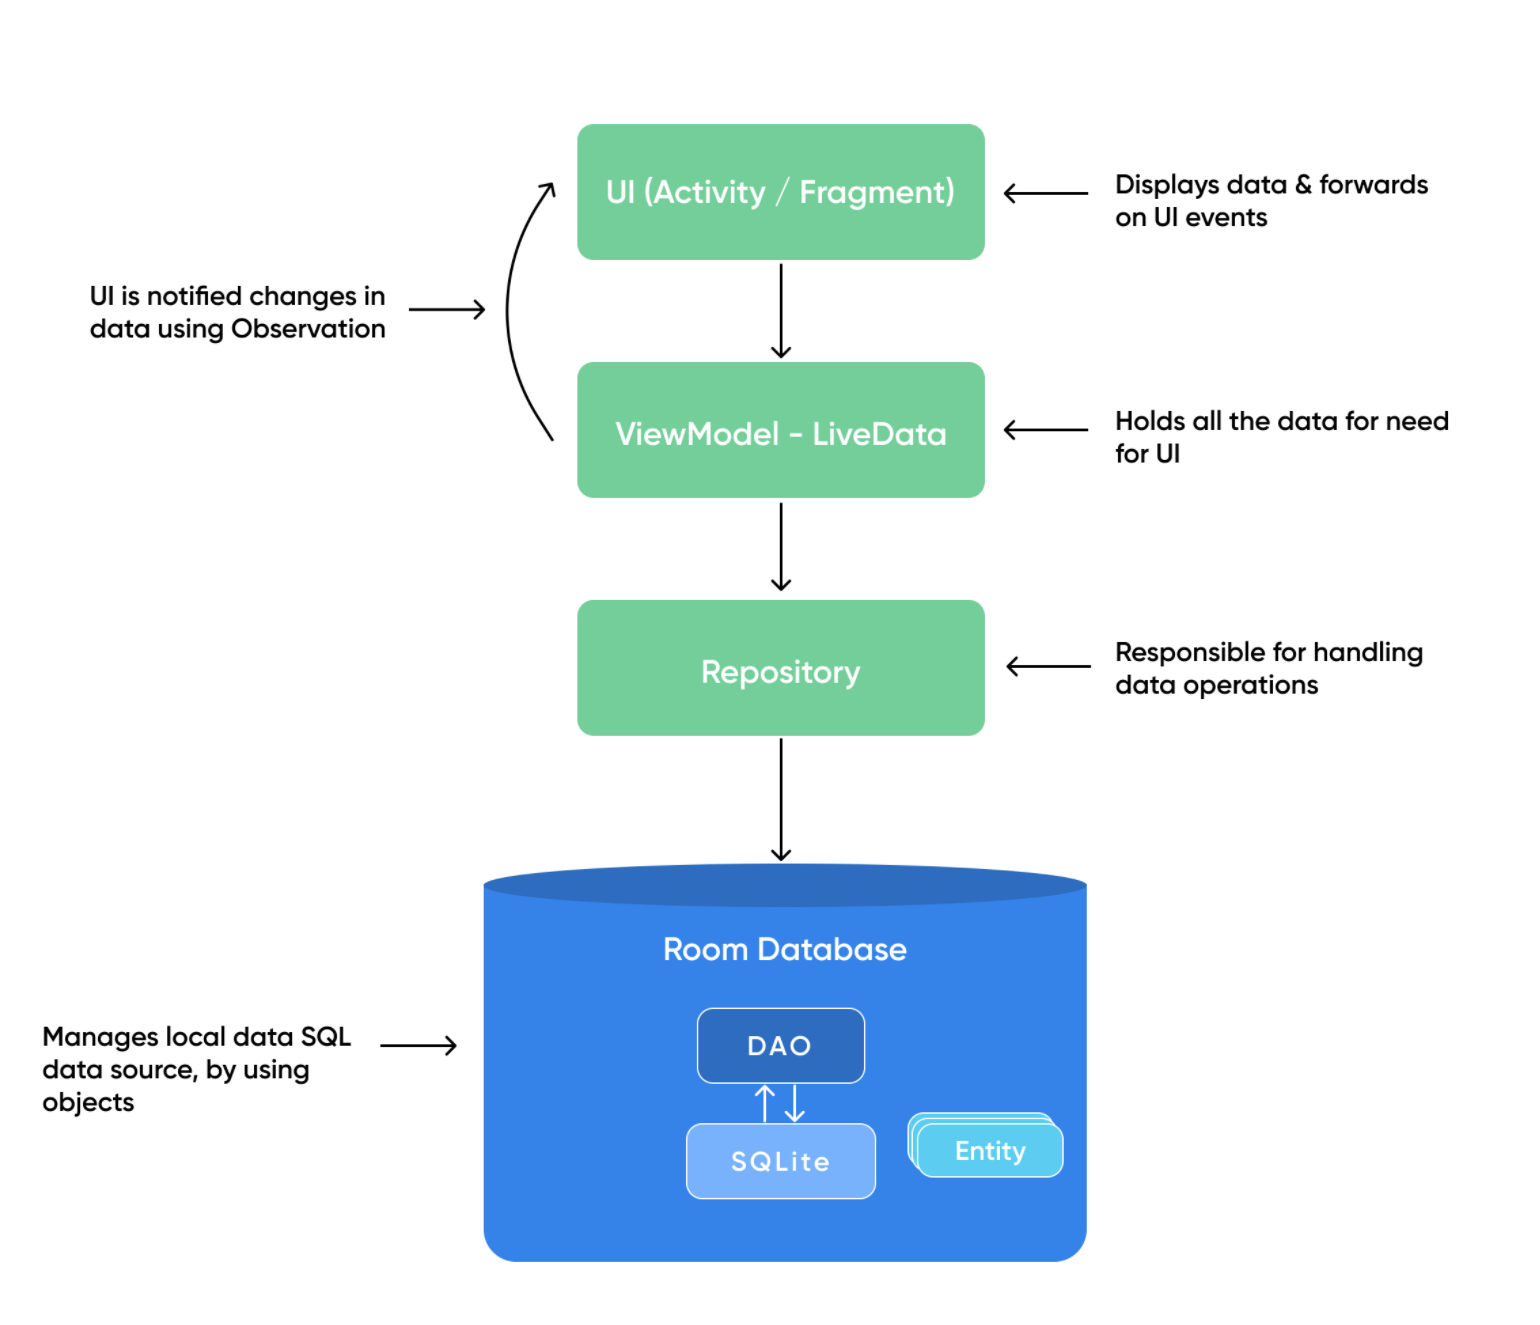 UI (Activity / Fragment)
Displays data & forwards
on UI events
UI is notified changes in
data using Observation
ViewModel - LiveData
Holds all the data for need
for UI
Repository
Responsible for handling
data operations
Room Database
Manages local data SQL
data source, by using
objects
DAO
SQLite
Entity